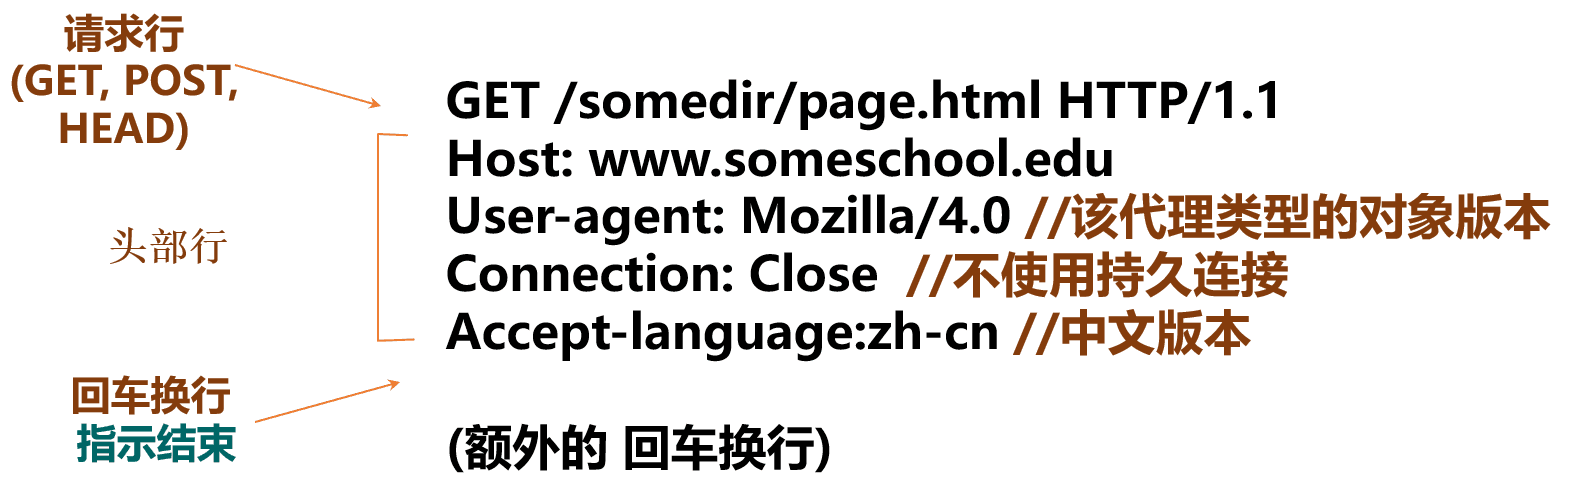 请求行
(GET, POST,
HEAD)
GET /somedir/page.html HTTP/1.1
Host: www.someschool.edu
User-agent: Mozilla/4.0 //该代理类型的对象版本
Connection: Close //不使用持久连接
Accept-language:zh-cn //中文版本
头部行
回车换行
指示结束
(额外的 回车换行)